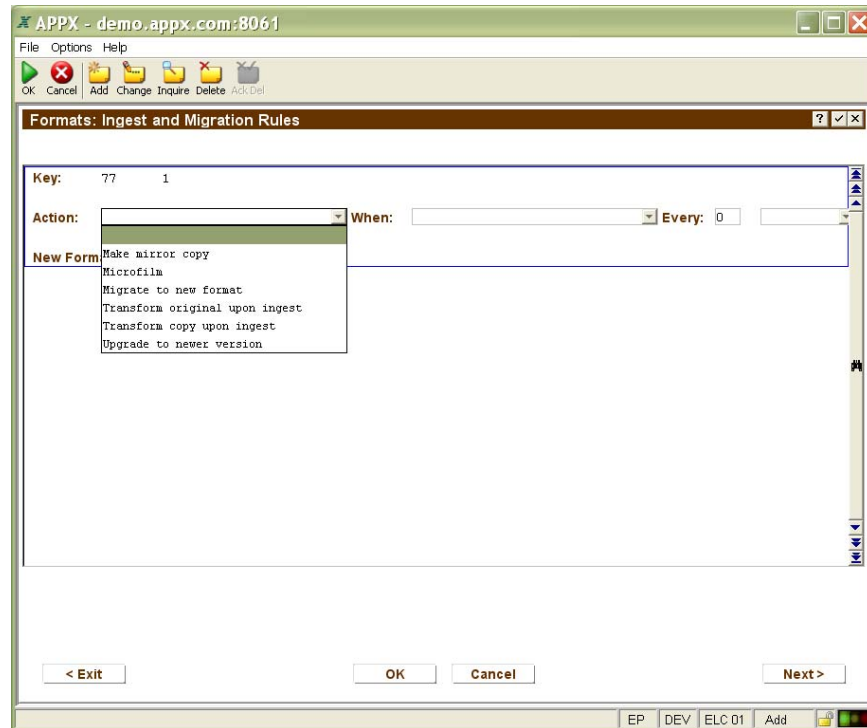 APPX - demo.appx.com:8061
File Options Help
OK Cancel Add Change Inquire Delete Ack Del
Formats: Ingest and Migration Rules
Key: 77 1
Action: When: Every: 0
New Form
Make mirror copy
Microfilm
Migrate to new format
Transform original upon ingest
Transform copy upon ingest
Upgrade to newer version
< Exit OK Cancel Next >
EP DEV ELC 01 Add